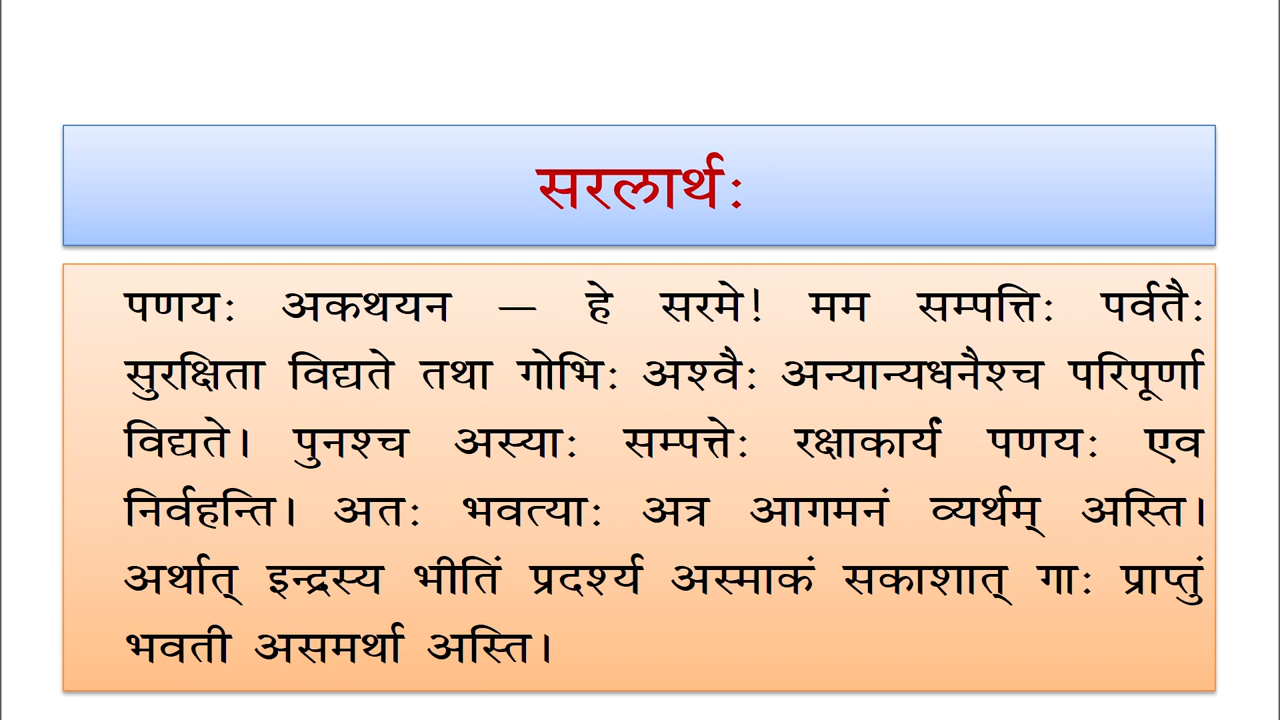 सरलार्थः
पणयः अकथयन – हे सरमे! मम सम्पत्तिः पर्वतैः
सुरक्षिता विद्यते तथा गोभिः अश्वैः अन्यान्यधनैश्च परिपूर्णा
विद्यते। पुनश्च अस्याः सम्पत्तेः रक्षाकार्यं पणयः एव
निर्वहन्ति। अतः भवत्याः अत्र आगमनं व्यर्थम् अस्ति।
अर्थात् इन्द्रस्य भीतिं प्रदर्श्य अस्माकं सकाशात् गाः प्राप्तुं
भवती असमर्था अस्ति।